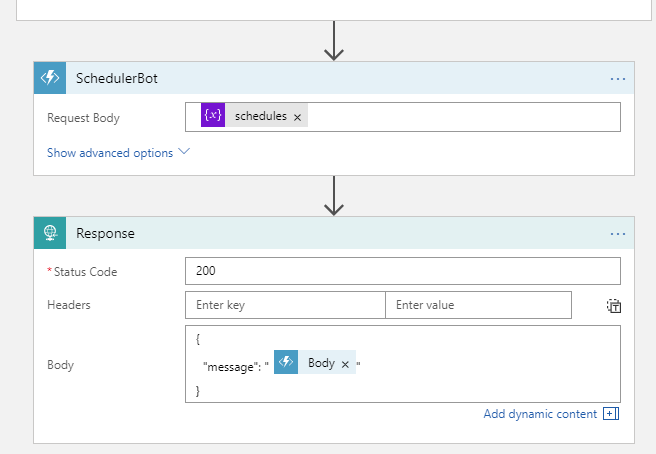 SchedulerBot
...
Request Body
{x} schedules ×
Show advanced options
Response
...
*Status Code
200
Headers
Enter key
Enter value
Body
{
"message": " Body × "
}
Add dynamic content